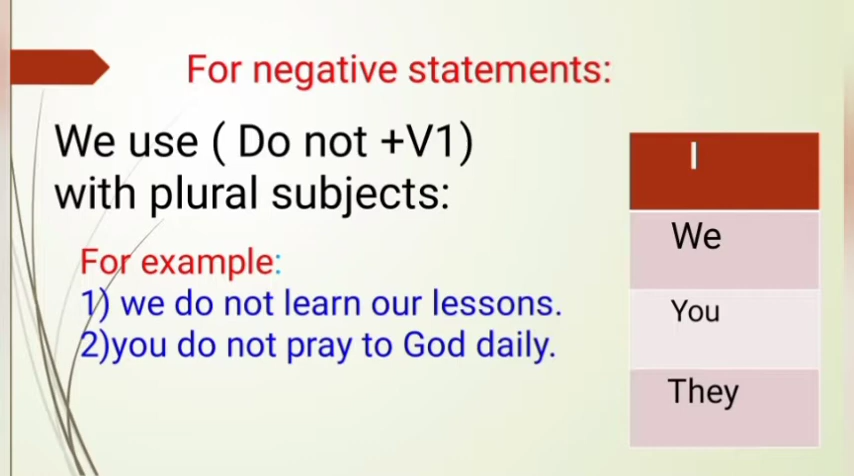 For negative statements:
We use ( Do not +V1)
with plural subjects:
For example:
1) we do not learn our lessons.
2)you do not pray to God daily.
I
We
You
They